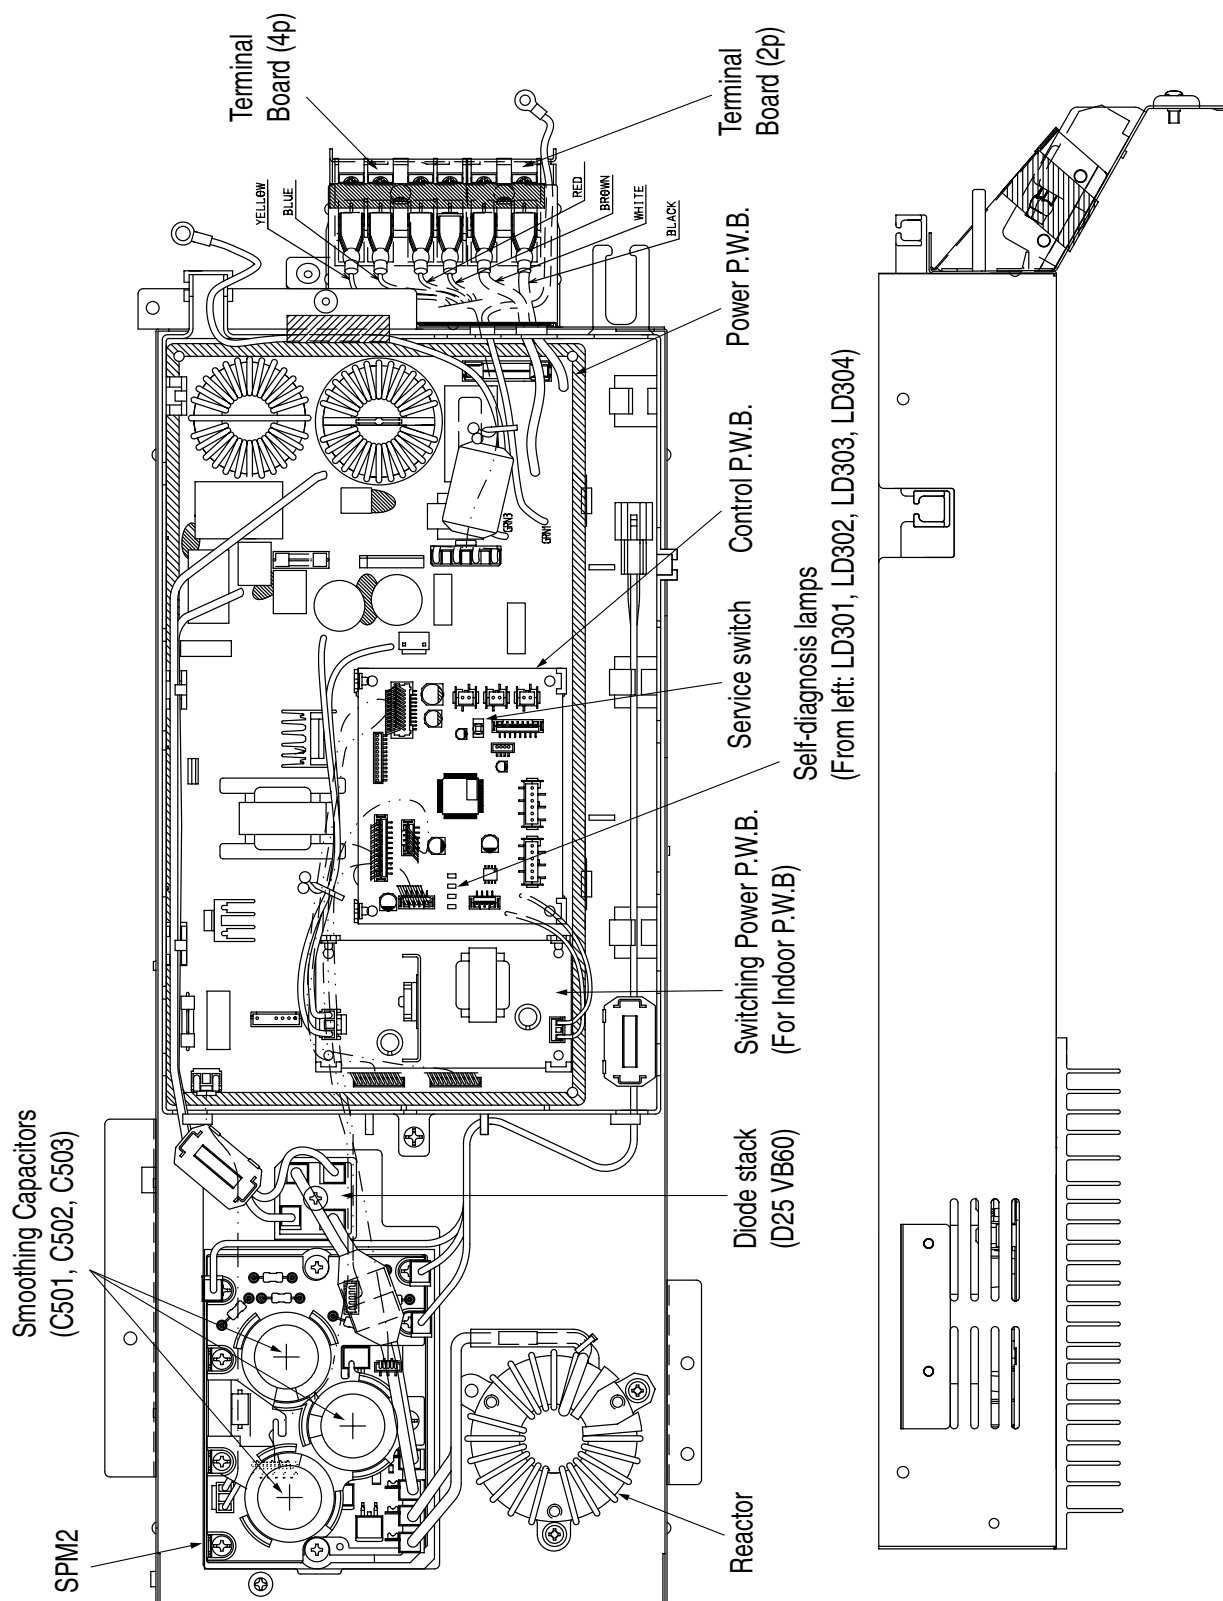 Smoothing Capacitors
(C501, C502, C503)
SPM2
Terminal
Board (4p)
Terminal
Board (2p)
YELLOW
BLUE
RED
BROWN
WHITE
BLACK
GRN3
GRN1
Power P.W.B.
Control P.W.B.
Service switch
Self-diagnosis lamps
(From left: LD301, LD302, LD303, LD304)
Switching Power P.W.B.
(For Indoor P.W.B)
Diode stack
(D25 VB60)
Reactor